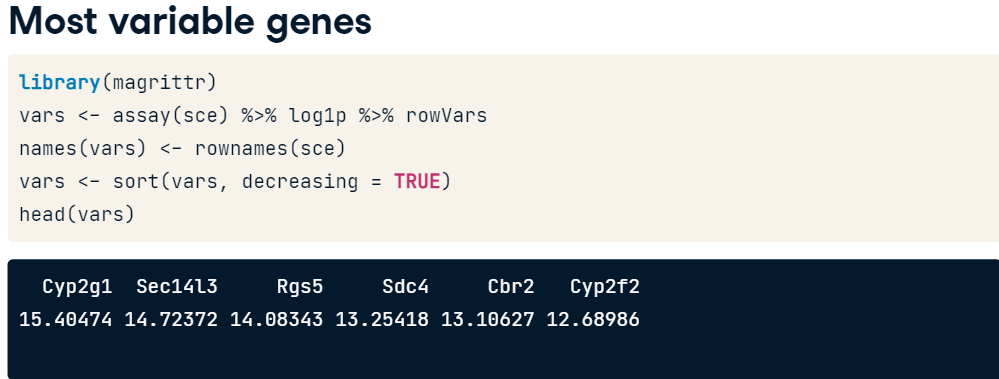 Most variable genes
library(magrittr)
vars <- assay(sce) %>% log1p %>% rowVars
names(vars) <- rownames(sce)
vars <- sort(vars, decreasing = TRUE)
head(vars)
Cyp2g1 Sec14l3 Rgs5 Sdc4 Cbr2 Cyp2f2
15.40474 14.72372 14.08343 13.25418 13.10627 12.68986